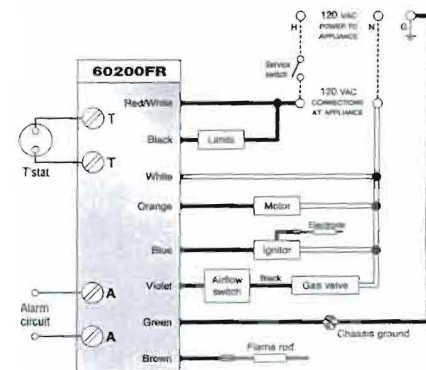 120 VAC
POWER TO
APPLIANCE
H
N
G
Service
switch
60200FR
120 VAC
CONNECTIONS
AT APPLIANCE
Red/White
T
Black
Limits
T
T'stat
White
Orange
Motor
Electrode
Blue
Ignitor
Violet
Airflow
switch
Black
Gas valve
A
Alarm
circuit
Green
Chassis ground
A
Brown
Flame rod